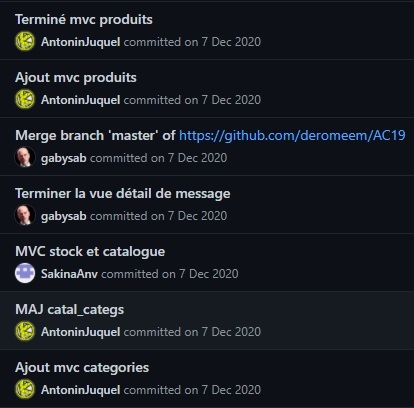 Terminé mvc produits
AntoninJuquel committed on 7 Dec 2020
Ajout mvc produits
AntoninJuquel committed on 7 Dec 2020
Merge branch 'master' of https://github.com/deromeem/AC19
gabysab committed on 7 Dec 2020
Terminer la vue détail de message
gabysab committed on 7 Dec 2020
MVC stock et catalogue
SakinaAnv committed on 7 Dec 2020
MAJ catal_categs
AntoninJuquel committed on 7 Dec 2020
Ajout mvc categories
AntoninJuquel committed on 7 Dec 2020